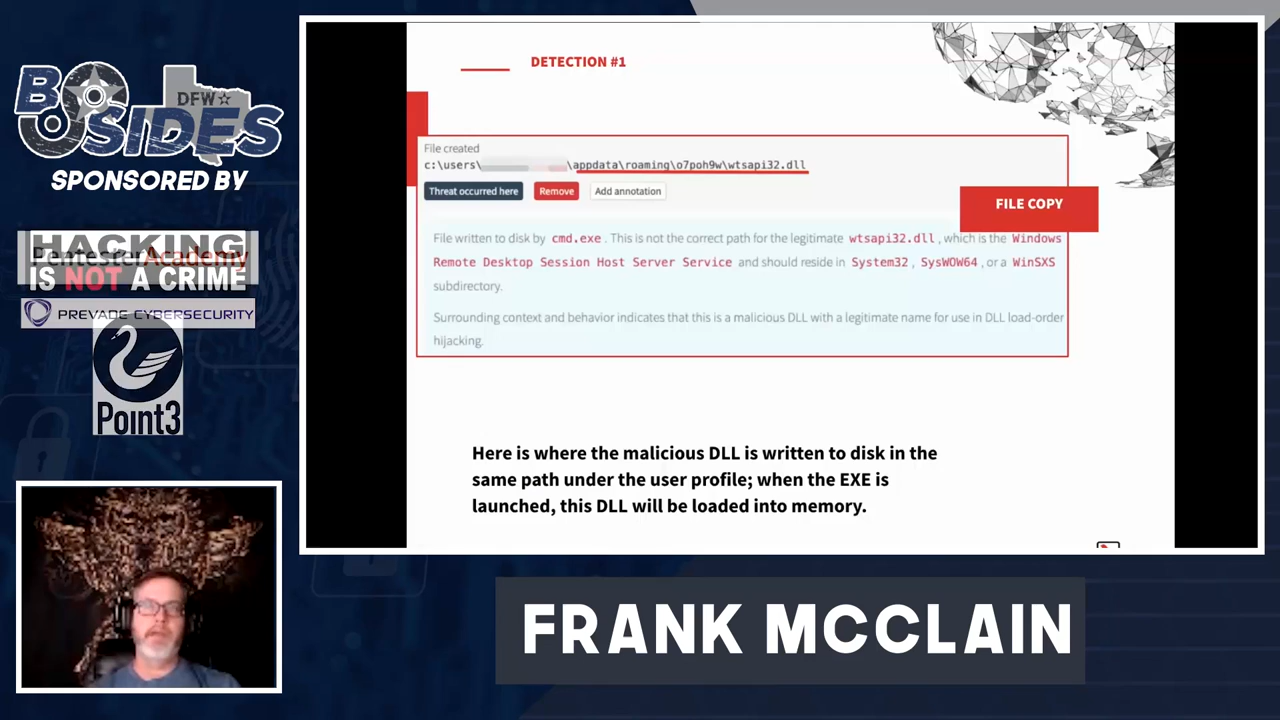 BSIDES
DFW
SPONSORED BY
HACKING
PentesterAcademy
IS NOT A CRIME
PREVADE CYBERSECURITY
Point3
DETECTION #1
File created
c:\users\
\appdata\roaming\o7poh9w\wtsapi32.dll
Threat occurred here
Remove
Add annotation
FILE COPY
File written to disk by cmd.exe . This is not the correct path for the legitimate wtsapi32.dll , which is the Windows
Remote Desktop Session Host Server Service and should reside in System32 , SysWOW64 , or a WinSXS
subdirectory.
Surrounding context and behavior indicates that this is a malicious DLL with a legitimate name for use in DLL load-order
hijacking.
Here is where the malicious DLL is written to disk in the
same path under the user profile; when the EXE is
launched, this DLL will be loaded into memory.
FRANK MCCLAIN